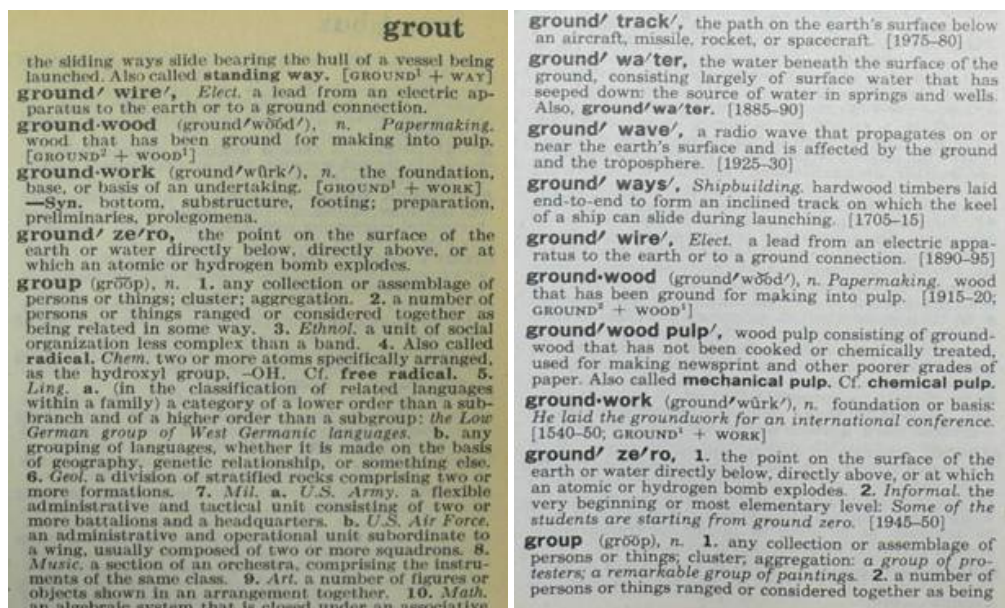 grout
the sliding ways slide bearing the hull of a vessel being
launched. Also called standing way. [GROUND¹ + WAY]
ground′ wire′, Elect. a lead from an electric ap-
paratus to the earth or to a ground connection.
ground·wood (ground′wo͝od′), n. Papermaking.
wood that has been ground for making into pulp.
[GROUND² + WOOD¹]
ground·work (ground′wûrk′), n. the foundation,
base, or basis of an undertaking. [GROUND¹ + WORK]
—Syn. bottom, substructure, footing; preparation,
preliminaries, prolegomena.
ground′ ze′ro, the point on the surface of the
earth or water directly below, directly above, or at
which an atomic or hydrogen bomb explodes.
group (gro͞op), n. 1. any collection or assemblage of
persons or things; cluster; aggregation. 2. a number of
persons or things ranged or considered together as
being related in some way. 3. Ethnol. a unit of social
organization less complex than a band. 4. Also called
radical. Chem. two or more atoms specifically arranged,
as the hydroxyl group, –OH. Cf. free radical. 5.
Ling. a. (in the classification of related languages
within a family) a category of a lower order than a sub-
branch and of a higher order than a subgroup: the Low
German group of West Germanic languages. b. any
grouping of languages, whether it is made on the basis
of geography, genetic relationship, or something else.
6. Geol. a division of stratified rocks comprising two or
more formations. 7. Mil. a. U.S. Army. a flexible
administrative and tactical unit consisting of two or
more battalions and a headquarters. b. U.S. Air Force.
an administrative and operational unit subordinate to
a wing, usually composed of two or more squadrons. 8.
Music. a section of an orchestra, comprising the instru-
ments of the same class. 9. Art. a number of figures or
objects shown in an arrangement together. 10. Math.
an algebraic system that is closed under an associative
ground′ track′, the path on the earth's surface below
an aircraft, missile, rocket, or spacecraft. [1975–80]
ground′ wa′ter, the water beneath the surface of the
ground, consisting largely of surface water that has
seeped down: the source of water in springs and wells.
Also, ground′wa′ter. [1885–90]
ground′ wave′, a radio wave that propagates on or
near the earth's surface and is affected by the ground
and the troposphere. [1925–30]
ground′ ways′, Shipbuilding. hardwood timbers laid
end-to-end to form an inclined track on which the keel
of a ship can slide during launching. [1705–15]
ground′ wire′, Elect. a lead from an electric appa-
ratus to the earth or to a ground connection. [1890–95]
ground·wood (ground′wo͝od′), n. Papermaking. wood
that has been ground for making into pulp. [1915–20;
GROUND² + WOOD¹]
ground′wood pulp′, wood pulp consisting of ground-
wood that has not been cooked or chemically treated,
used for making newsprint and other poorer grades of
paper. Also called mechanical pulp. Cf. chemical pulp.
ground·work (ground′wûrk′), n. foundation or basis:
He laid the groundwork for an international conference.
[1540–50; GROUND¹ + WORK]
ground′ ze′ro, 1. the point on the surface of the
earth or water directly below, directly above, or at which
an atomic or hydrogen bomb explodes. 2. Informal. the
very beginning or most elementary level: Some of the
students are starting from ground zero. [1945–50]
group (gro͞op), n. 1. any collection or assemblage of
persons or things; cluster; aggregation: a group of pro-
testers; a remarkable group of paintings. 2. a number of
persons or things ranged or considered together as being